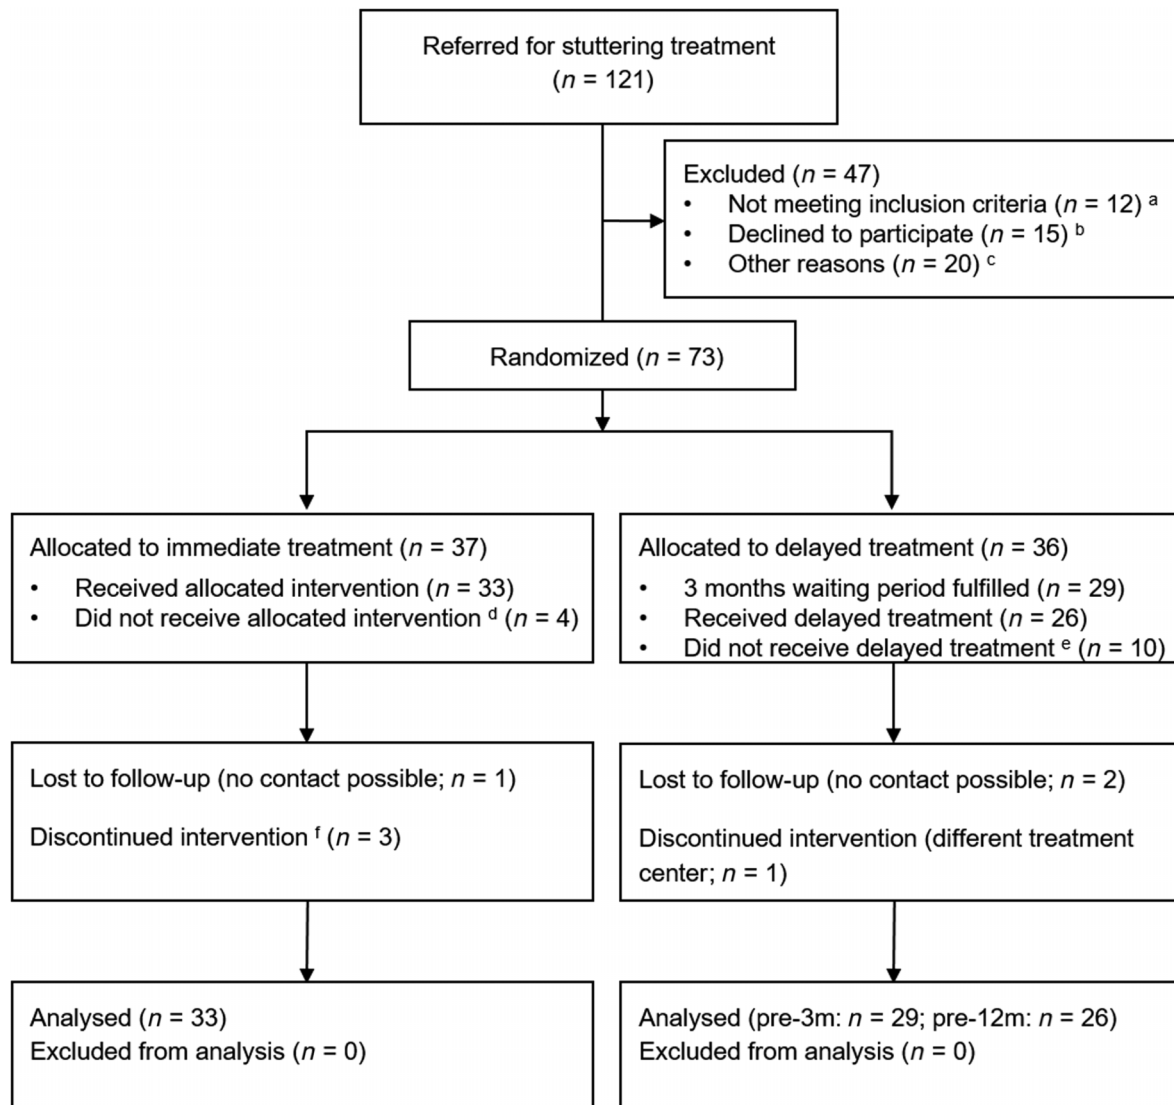 Referred for stuttering treatment
(n = 121)
Excluded (n = 47)
• Not meeting inclusion criteria (n = 12) a
• Declined to participate (n = 15) b
• Other reasons (n = 20) c
Randomized (n = 73)
Allocated to immediate treatment (n = 37)
• Received allocated intervention (n = 33)
• Did not receive allocated intervention d (n = 4)
Allocated to delayed treatment (n = 36)
• 3 months waiting period fulfilled (n = 29)
• Received delayed treatment (n = 26)
• Did not receive delayed treatment e (n = 10)
Lost to follow-up (no contact possible; n = 1)
Discontinued intervention f (n = 3)
Lost to follow-up (no contact possible; n = 2)
Discontinued intervention (different treatment
center; n = 1)
Analysed (n = 33)
Excluded from analysis (n = 0)
Analysed (pre-3m: n = 29; pre-12m: n = 26)
Excluded from analysis (n = 0)